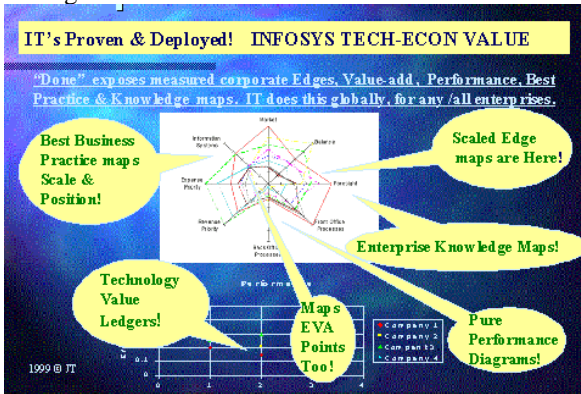 IT's Proven & Deployed! INFOSYS TECH-ECON VALUE
"Done" exposes measured corporate Edges, Value-add, Performance, Best
Practice & Knowledge maps. IT does this globally, for any /all enterprises.
Best Business
Practice maps
Scale &
Position!
Market
Information
Systems
Balance
Expense
Priority
Foresight
Revenue
Priority
Front Office
Processes
Processes
Scaled Edge
maps are Here!
Enterprise Knowledge Maps!
Technology
Value
Ledgers!
Maps
EVA
Points
Too!
Pure
Performance
Diagrams!
Company 1
Company 2
Company 3
Company 4
0.1
0
0
1
2
3
4
1999 © JT